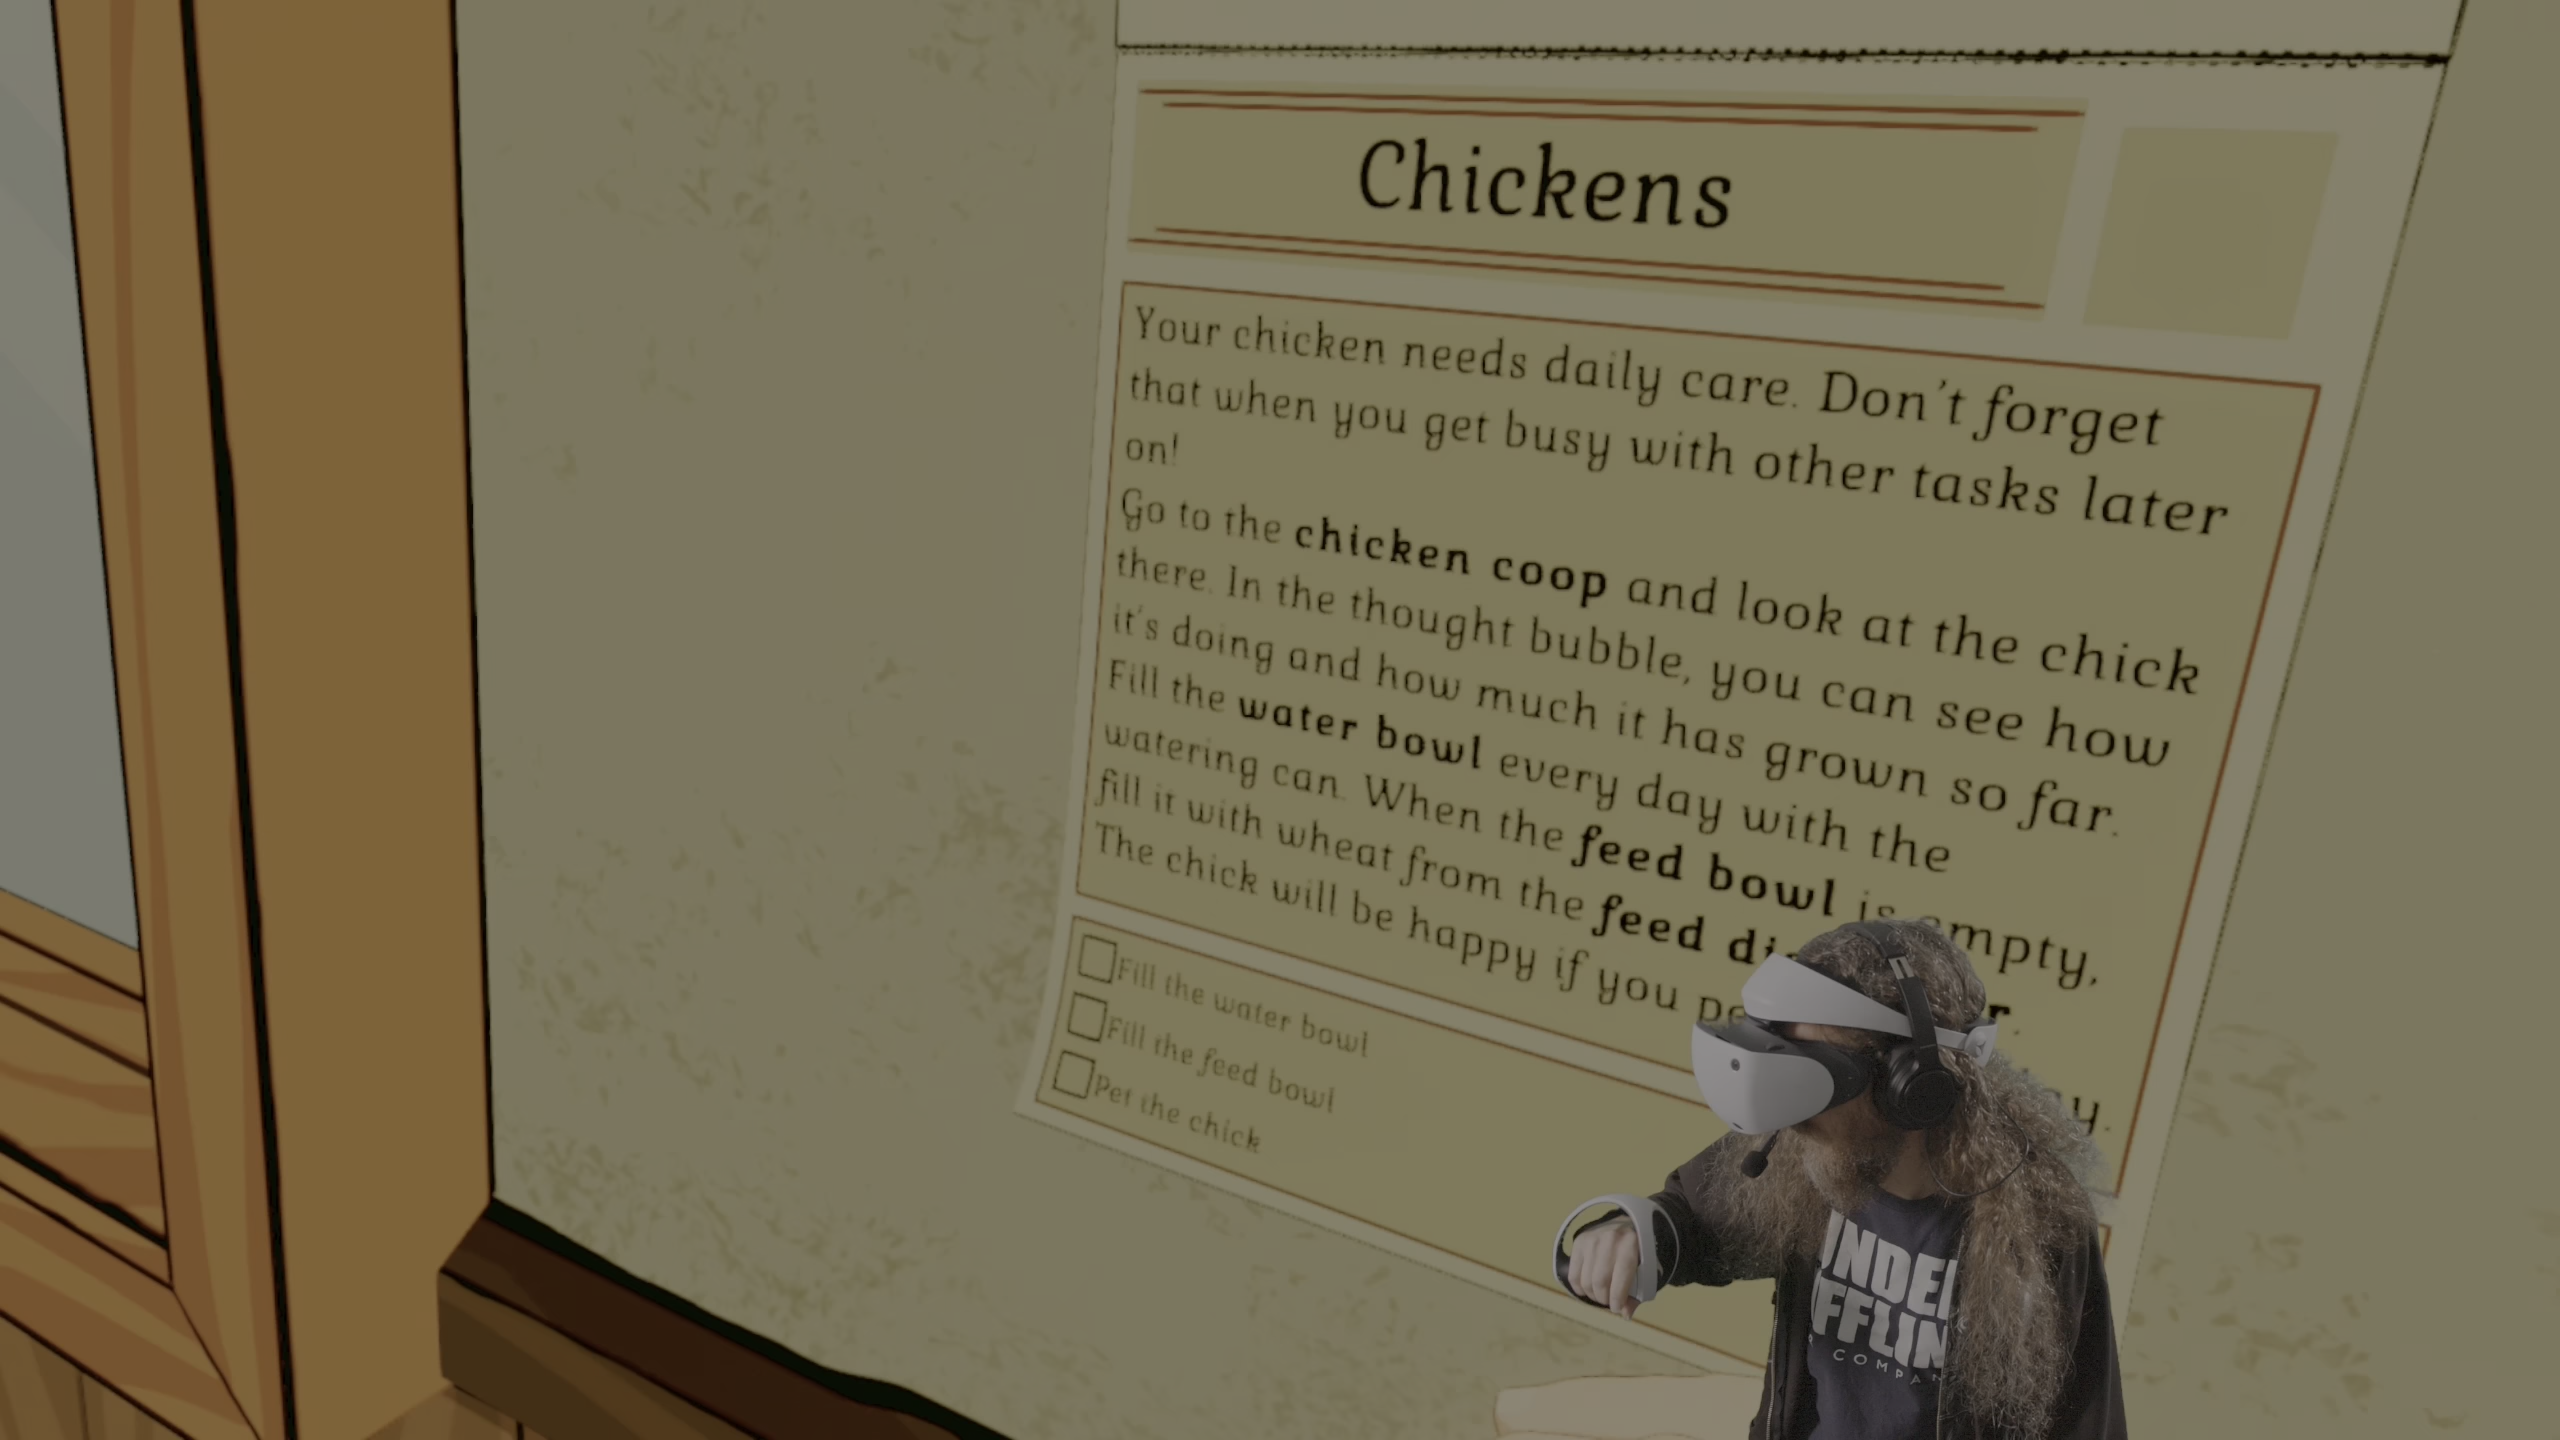 Chickens
Your chicken needs daily care. Don't forget
that when you get busy with other tasks later
on!
Go to the chicken coop and look at the chick
there. In the thought bubble, you can see how
it's doing and how much it has grown so far.
Fill the water bowl every day with the
watering can. When the feed bowl is empty,
fill it with wheat from the feed
The chick will be happy if you
Fill the water bowl
Fill the feed bowl
Pet the chick